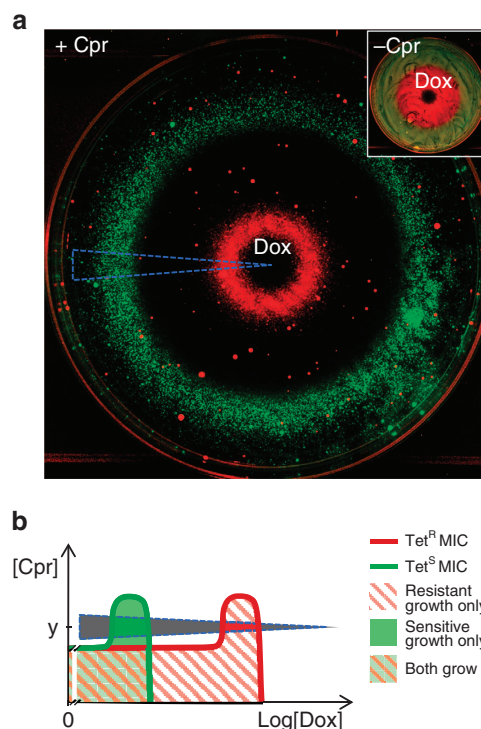 a
+ Cpr
–Cpr
Dox
Dox
b
[Cpr]
y
0
Log[Dox]
Tet^R MIC
Tet^S MIC
Resistant
growth only
Sensitive
growth only
Both grow